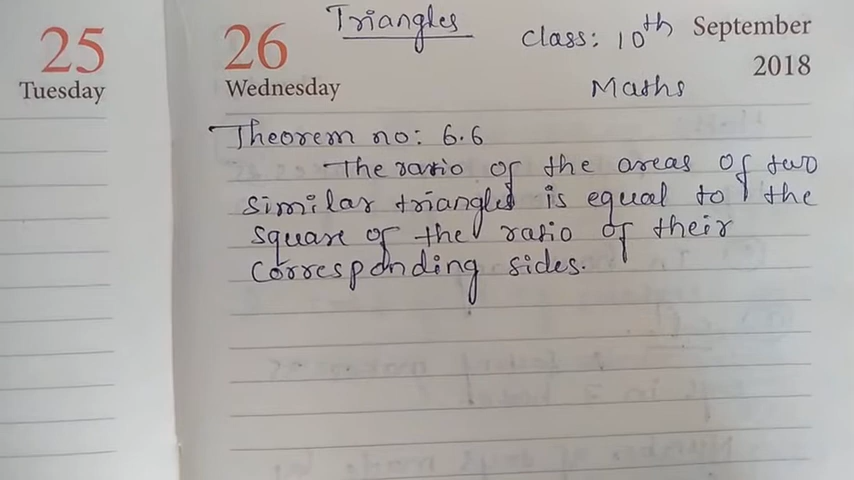 25
Tuesday
26
Wednesday
Triangles
Class: 10th
September
2018
Maths
Theorem no: 6.6
The ratio of the areas of two
similar triangles is equal to the
square of the ratio of their
corresponding sides.